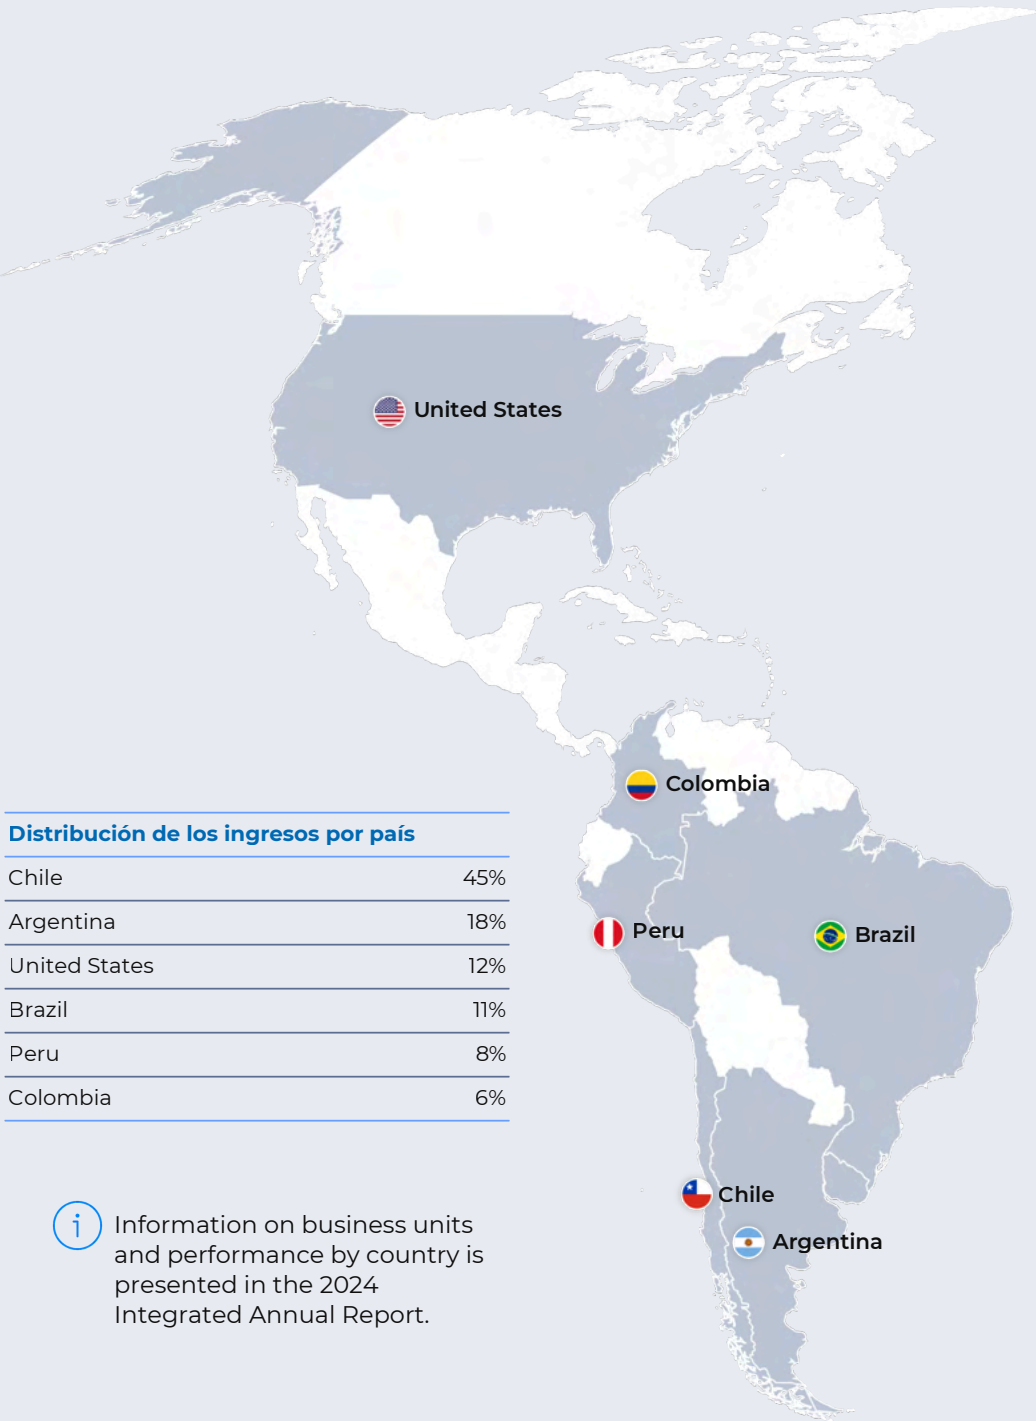 United States
Colombia
Distribución de los ingresos por país
Chile 45%
Argentina 18%
United States 12%
Brazil 11%
Peru 8%
Colombia 6%
Peru
Brazil
Chile
Argentina
i
Information on business units
and performance by country is
presented in the 2024
Integrated Annual Report.